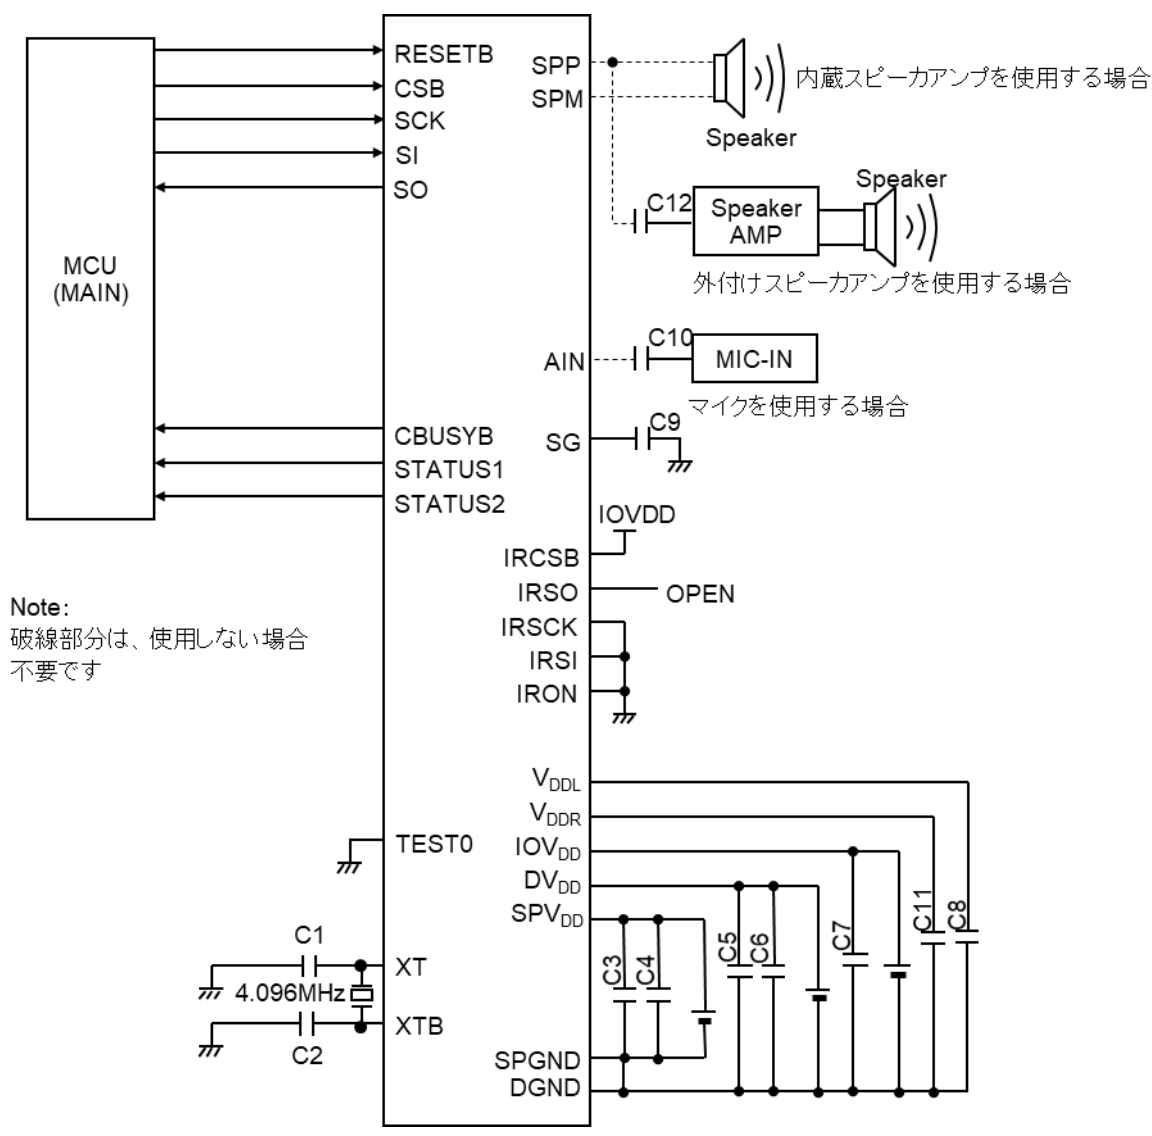 RESETB
CSB
SCK
SI
SO
MCU
(MAIN)
CBUSYB
STATUS1
STATUS2
Note:
破線部分は、使用しない場合
不要です
TEST0
C1
XT
4.096MHz
XTB
C2
SPP
SPM
内蔵スピーカアンプを使用する場合
Speaker
Speaker
C12
Speaker
AMP
外付けスピーカアンプを使用する場合
C10
AIN
MIC-IN
マイクを使用する場合
C9
SG
IOVDD
IRCSB
IRSO
OPEN
IRSCK
IRSI
IRON
VDDL
VDDR
IOVDD
DVDD
SPVDD
C3
C4
C5
C6
C7
C11
C8
SPGND
DGND